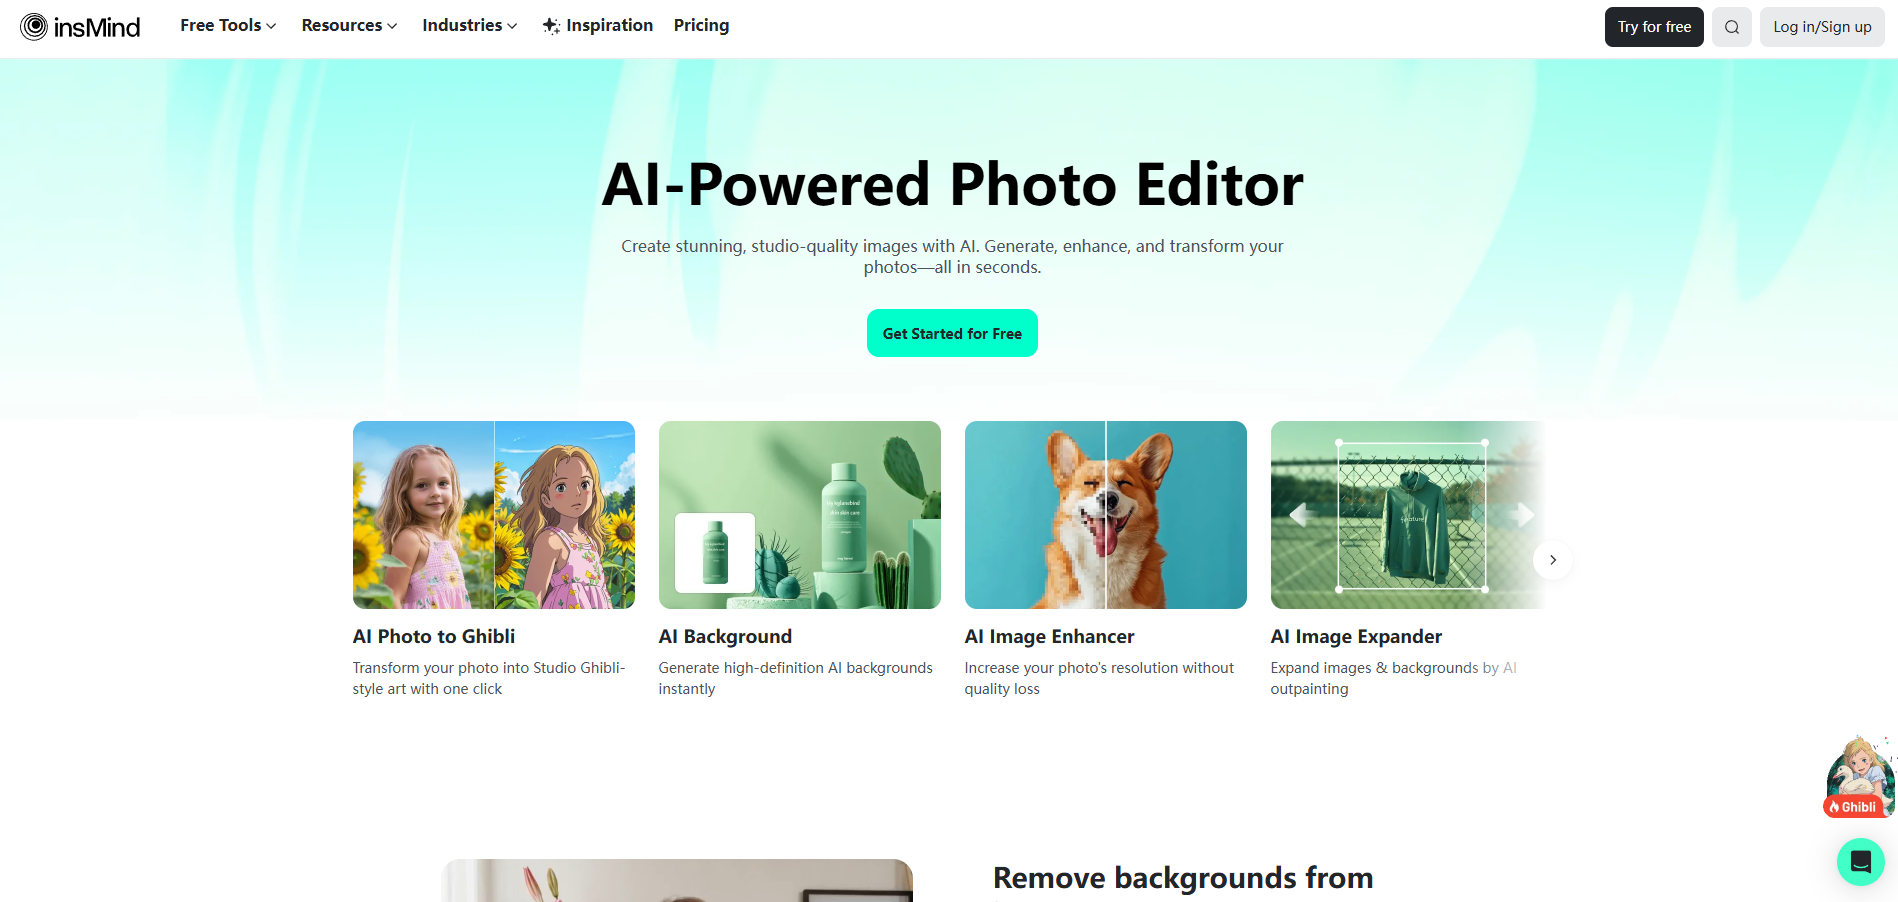 insMind
Free Tools
Resources
Industries
Inspiration
Pricing
Try for free
Log in/Sign up
AI-Powered Photo Editor
Create stunning, studio-quality images with AI. Generate, enhance, and transform your
photos—all in seconds.
Get Started for Free
AI Photo to Ghibli
Transform your photo into Studio Ghibli-
style art with one click
AI Background
Generate high-definition AI backgrounds
instantly
AI Image Enhancer
Increase your photo's resolution without
quality loss
AI Image Expander
Expand images & backgrounds by AI
outpainting
Ghibli
Remove backgrounds from